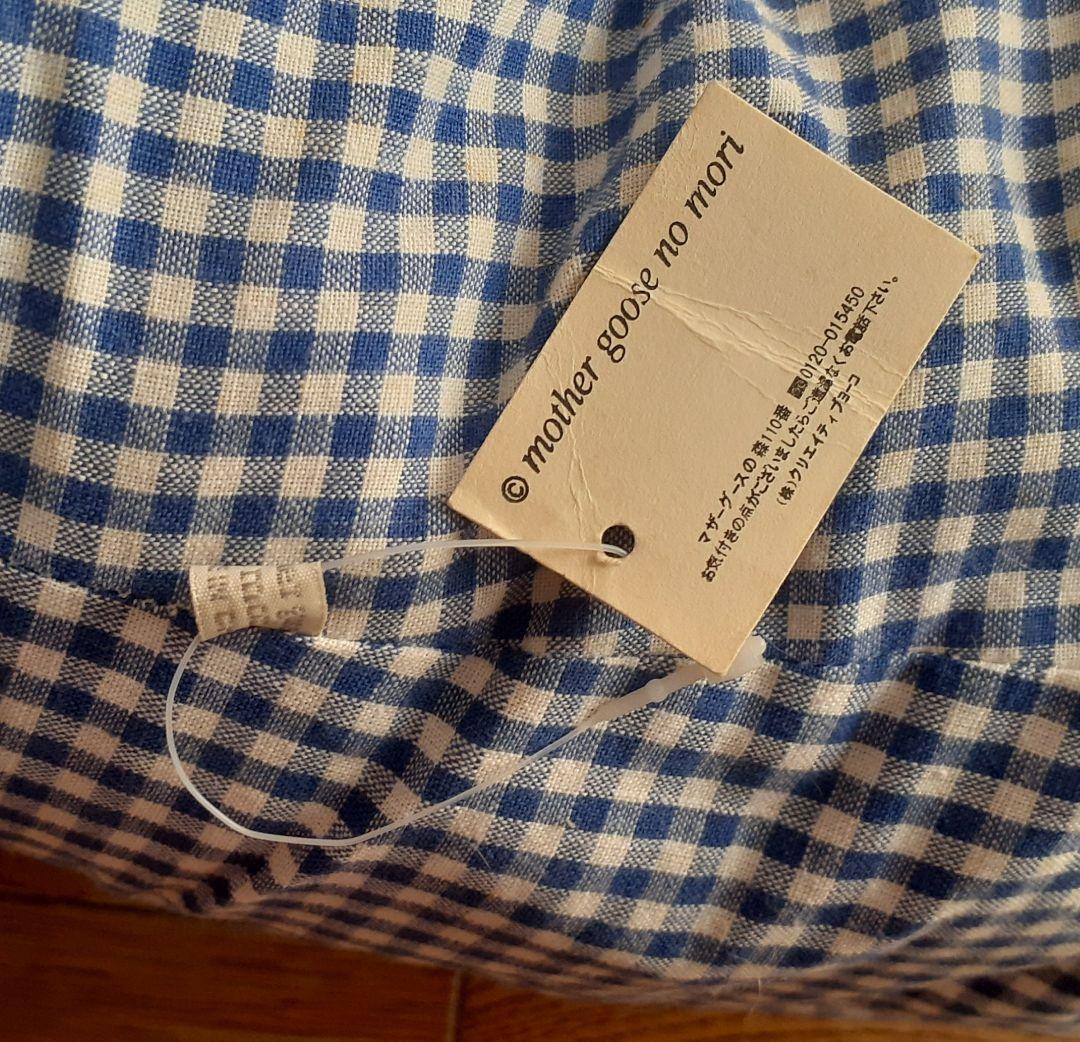 © mother goose no mori
マザーグースの森110番 0120-015450
お気付きの点がございましたらご遠慮なくお電話下さい。
(株)クリエイティブヨーコ